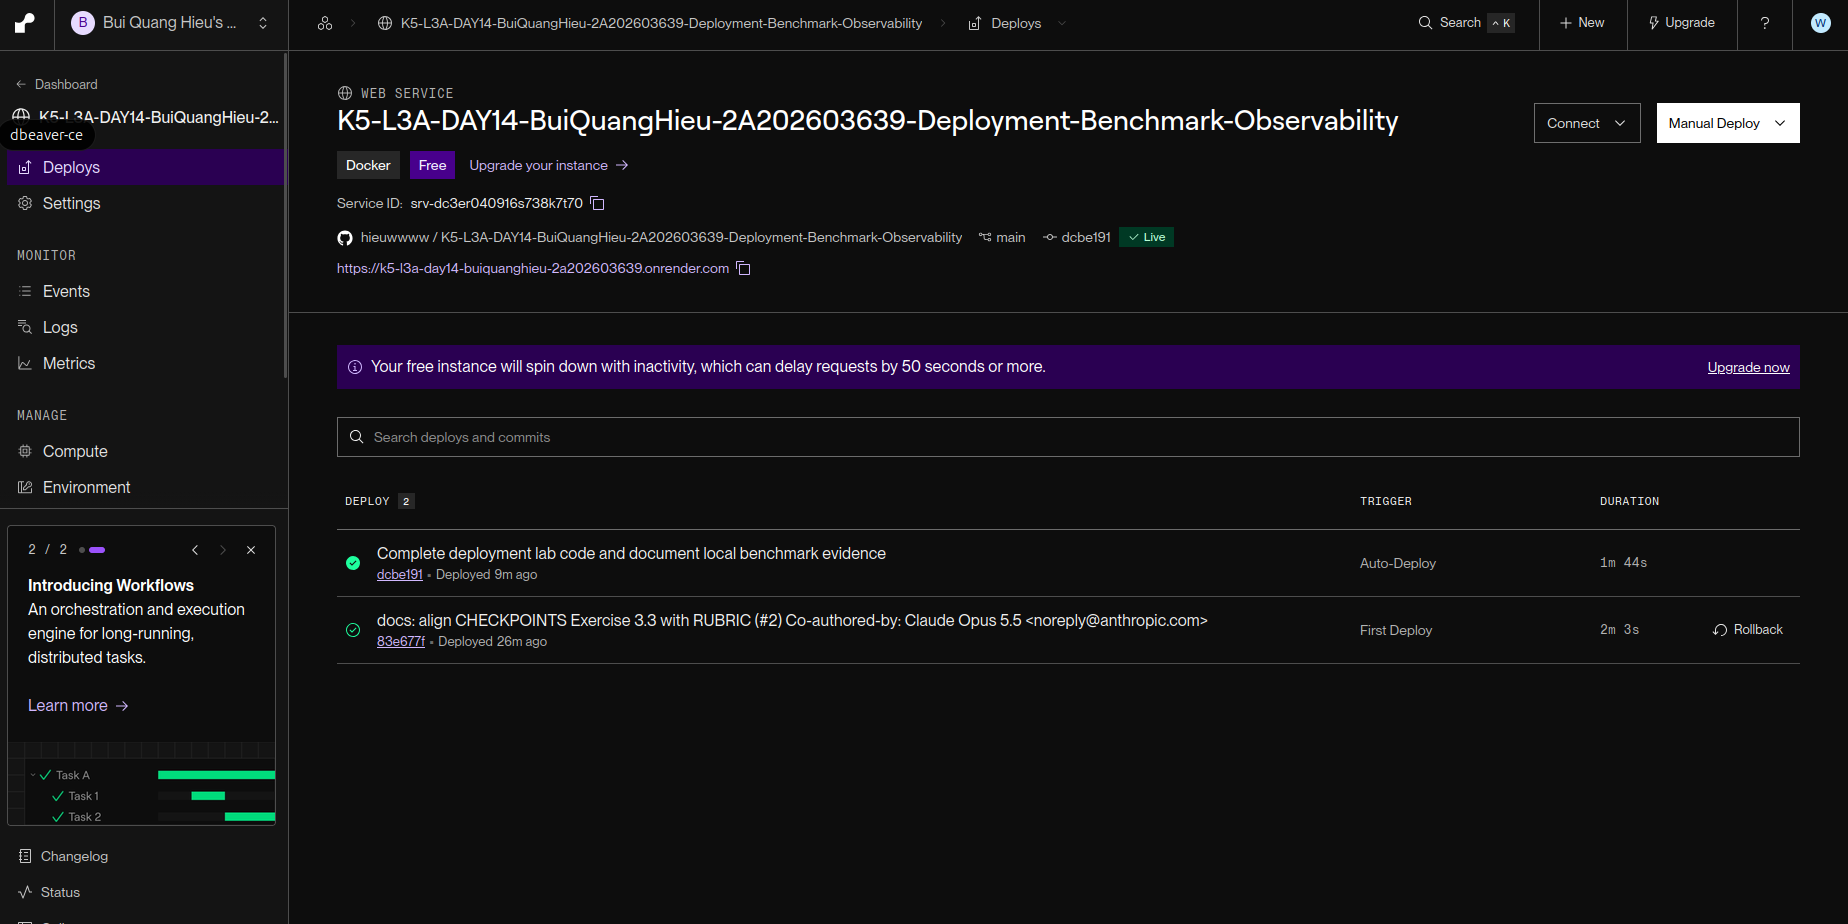 B Bui Quang Hieu's ...
K5-L3A-DAY14-BuiQuangHieu-2A202603639-Deployment-Benchmark-Observability
Deploys
Search ^ K
New
Upgrade
?
W
Dashboard
K5-L3A-DAY14-BuiQuangHieu-2...
dbeaver-ce
Deploys
Settings
MONITOR
Events
Logs
Metrics
MANAGE
Compute
Environment
2 / 2
Introducing Workflows
An orchestration and execution
engine for long-running,
distributed tasks.
Learn more
Task A
Task 1
Task 2
Changelog
Status
WEB SERVICE
K5-L3A-DAY14-BuiQuangHieu-2A202603639-Deployment-Benchmark-Observability
Connect
Manual Deploy
Docker Free Upgrade your instance
Service ID: srv-dc3er040916s738k7t70
hieuwwww / K5-L3A-DAY14-BuiQuangHieu-2A202603639-Deployment-Benchmark-Observability main dcbe191 Live
https://k5-l3a-day14-buiquanghieu-2a202603639.onrender.com
Your free instance will spin down with inactivity, which can delay requests by 50 seconds or more. Upgrade now
Search deploys and commits
DEPLOY 2 TRIGGER DURATION
Complete deployment lab code and document local benchmark evidence
dcbe191 • Deployed 9m ago
Auto-Deploy
1m 44s
docs: align CHECKPOINTS Exercise 3.3 with RUBRIC (#2) Co-authored-by: Claude Opus 5.5 <noreply@anthropic.com>
83e677f • Deployed 26m ago
First Deploy
2m 3s
Rollback